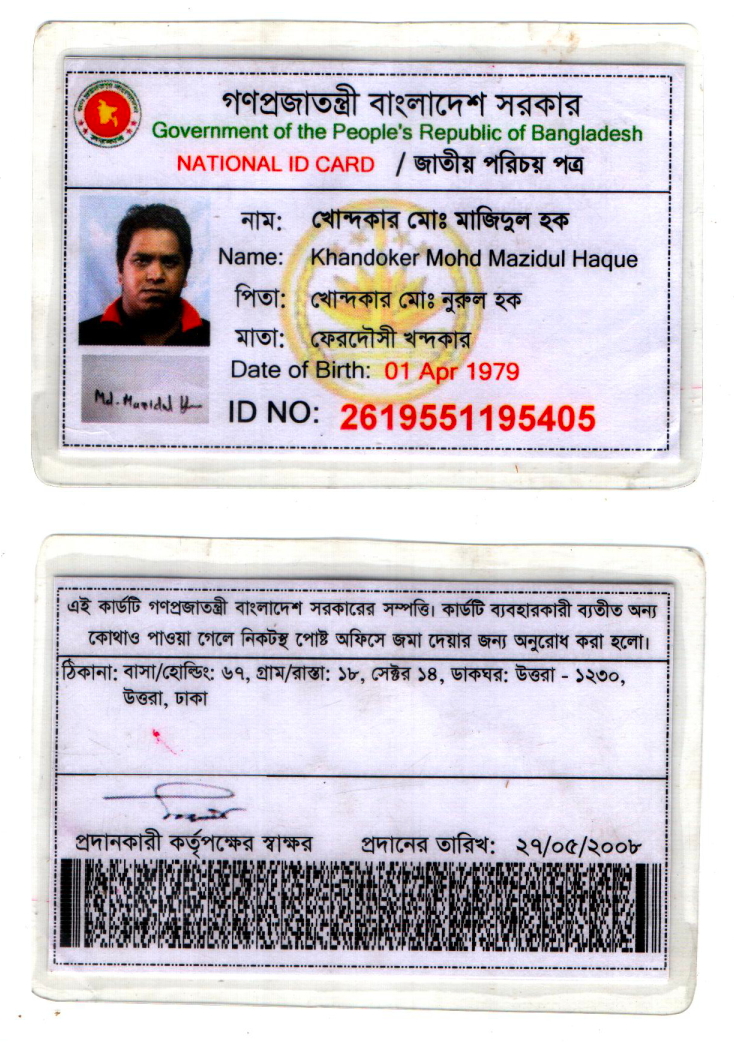 গণপ্রজাতন্ত্রী বাংলাদেশ সরকার
Government of the People's Republic of Bangladesh
NATIONAL ID CARD / জাতীয় পরিচয় পত্র
নাম: খোন্দকার মোঃ মাজিদুল হক
Name: Khandoker Mohd Mazidul Haque
পিতা: খোন্দকার মোঃ নুরুল হক
মাতা: ফেরদৌসী খন্দকার
Date of Birth: 01 Apr 1979
Md. Mazidul
ID NO: 2619551195405
এই কার্ডটি গণপ্রজাতন্ত্রী বাংলাদেশ সরকারের সম্পত্তি। কার্ডটি ব্যবহারকারী ব্যতীত অন্য
কোথাও পাওয়া গেলে নিকটস্থ পোষ্ট অফিসে জমা দেয়ার জন্য অনুরোধ করা হলো।
ঠিকানা: বাসা/হোল্ডিং: ৬৭, গ্রাম/রাস্তা: ১৮, সেক্টর ১৪, ডাকঘর: উত্তরা - ১২৩০,
উত্তরা, ঢাকা
প্রদানকারী কর্তৃপক্ষের স্বাক্ষর প্রদানের তারিখ: ২৭/০৫/২০০৮